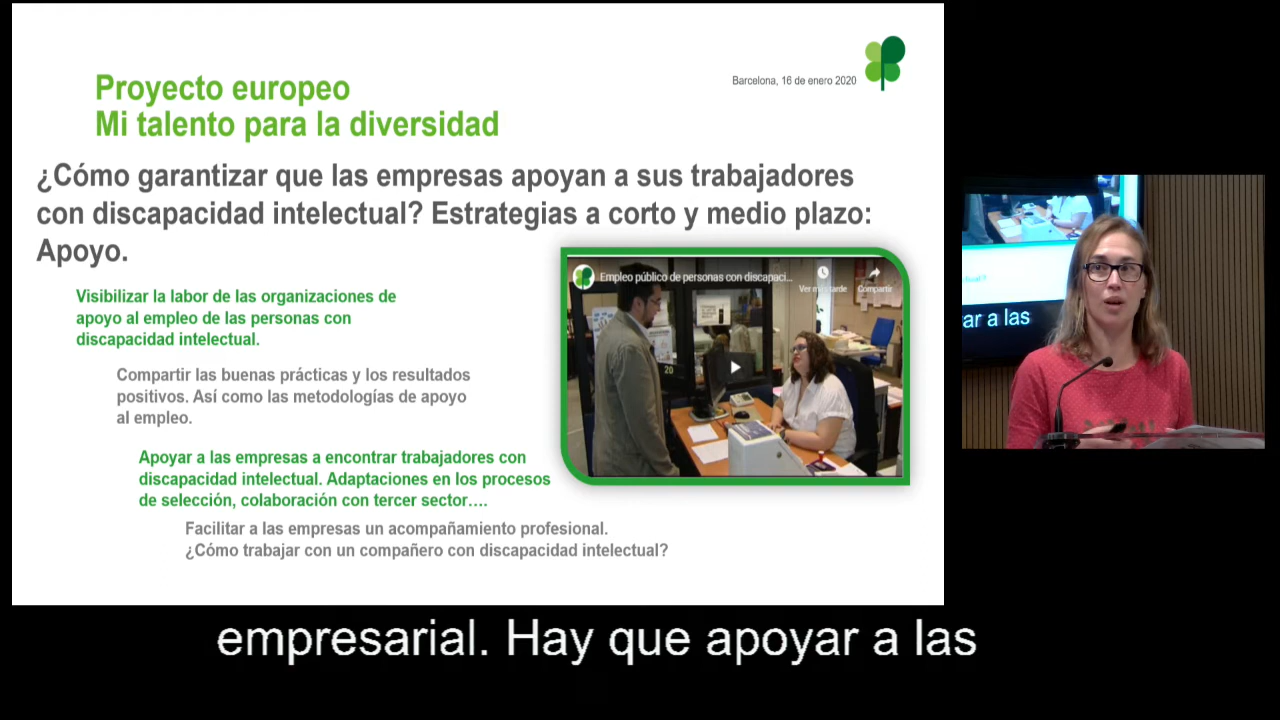 Barcelona, 16 de enero 2020
Proyecto europeo
Mi talento para la diversidad
¿Cómo garantizar que las empresas apoyan a sus trabajadores
con discapacidad intelectual? Estrategias a corto y medio plazo:
Apoyo.
Visibilizar la labor de las organizaciones de
apoyo al empleo de las personas con
discapacidad intelectual.
Compartir las buenas prácticas y los resultados
positivos. Así como las metodologías de apoyo
al empleo.
Apoyar a las empresas a encontrar trabajadores con
discapacidad intelectual. Adaptaciones en los procesos
de selección, colaboración con tercer sector….
Facilitar a las empresas un acompañamiento profesional.
¿Cómo trabajar con un compañero con discapacidad intelectual?
Empleo público de personas con discapaci...
Ver más tarde
Compartir
20
ar a las
empresarial. Hay que apoyar a las